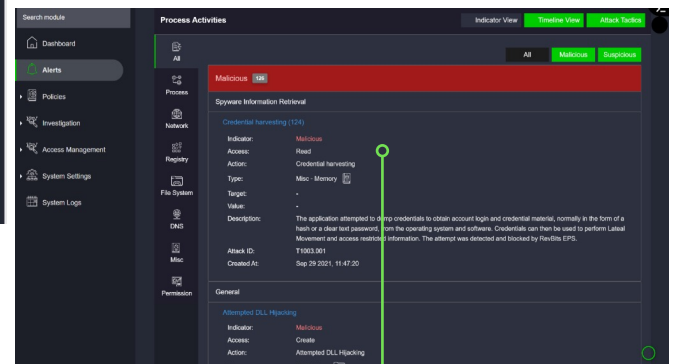 Search module
Dashboard
Alerts
Policies
Investigation
Access Management
System Settings
System Logs
Process Activities
Indicator View
Timeline View
Attack Tactics
All
Process
Network
Registry
File System
DNS
Misc
Permission
All
Malicious
Suspicious
Malicious 125
Spyware Information Retrieval
Credential harvesting (124)
Indicator: Malicious
Access: Read
Action: Credential harvesting
Type: Misc - Memory
Target: -
Value: -
Description: The application attempted to dump credentials to obtain account login and credential material, normally in the form of a
hash or a clear text password, from the operating system and software. Credentials can then be used to perform Lateal
Movement and access restricted information. The attempt was detected and blocked by RevBits EPS.
Attack ID: T1003.001
Created At: Sep 29 2021, 11:47:20
General
Attempted DLL Hijacking
Indicator: Malicious
Access: Create
Action: Attempted DLL Hijacking